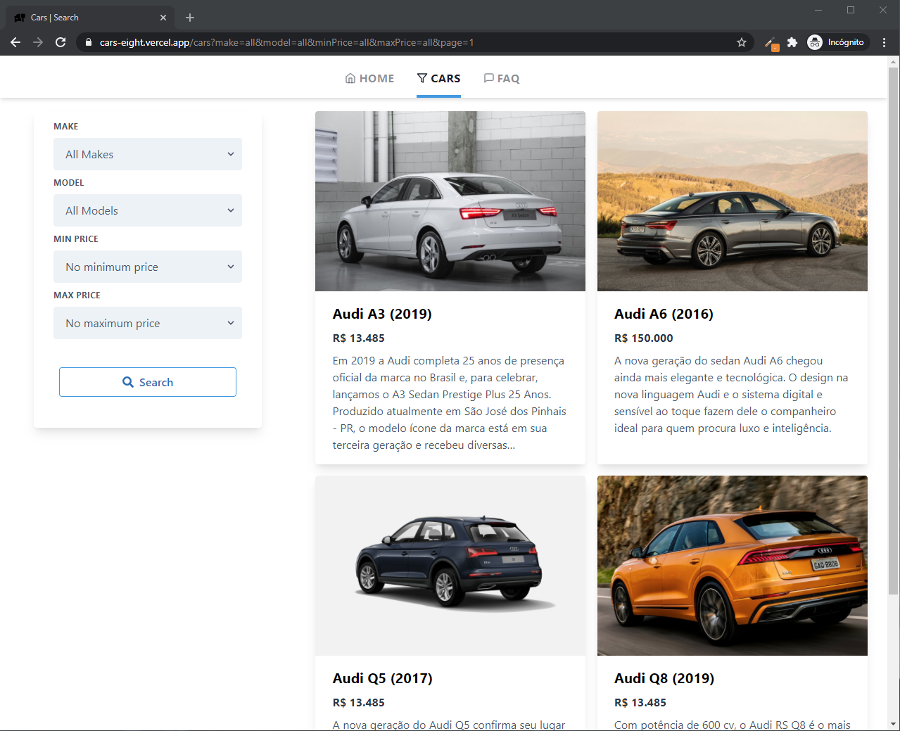 Cars | Search
cars-eight.vercel.app/cars?make=all&model=all&minPrice=all&maxPrice=all&page=1
Incógnito
HOME
CARS
FAQ
MAKE
All Makes
MODEL
All Models
MIN PRICE
No minimum price
MAX PRICE
No maximum price
Search
Audi A3 (2019)
R$ 13.485
Em 2019 a Audi completa 25 anos de presença
oficial da marca no Brasil e, para celebrar,
lançamos o A3 Sedan Prestige Plus 25 Anos.
Produzido atualmente em São José dos Pinhais
- PR, o modelo ícone da marca está em sua
terceira geração e recebeu diversas...
Audi A6 (2016)
R$ 150.000
A nova geração do sedan Audi A6 chegou
ainda mais elegante e tecnológica. O design na
nova linguagem Audi e o sistema digital e
sensível ao toque fazem dele o companheiro
ideal para quem procura luxo e inteligência.
Audi Q5 (2017)
R$ 13.485
A nova geração do Audi Q5 confirma seu lugar
GAG 8808
Audi Q8 (2019)
R$ 13.485
Com potência de 600 cv, o Audi RS Q8 é o mais